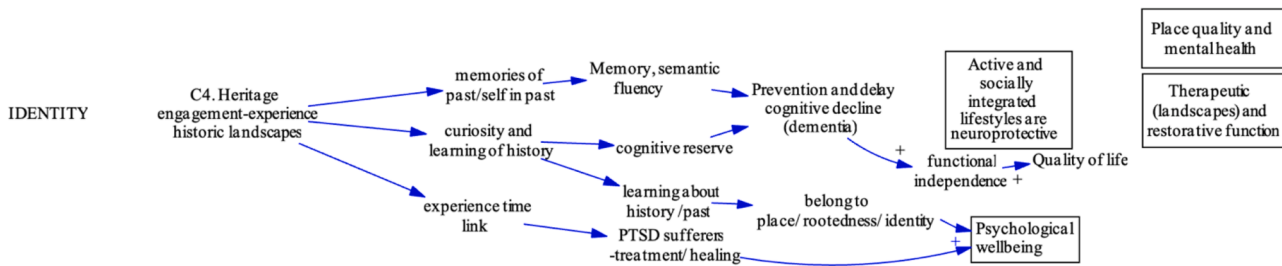 IDENTITY
C4. Heritage
engagement-experience
historic landscapes
memories of
past/self in past
curiosity and
learning of history
experience time
link
Memory, semantic
fluency
cognitive reserve
learning about
history /past
PTSD sufferers
-treatment/ healing
Prevention and delay
cognitive decline
(dementia)
belong to
place/ rootedness/ identity
+
functional
independence
+
Quality of life
Active and
socially
integrated
lifestyles are
neuroprotective
+
Psychological
wellbeing
Place quality and
mental health
Therapeutic
(landscapes) and
restorative function